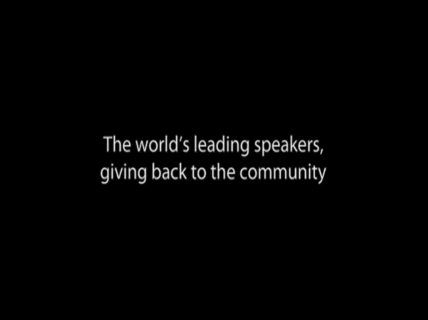 The world's leading speakers,
giving back to the community